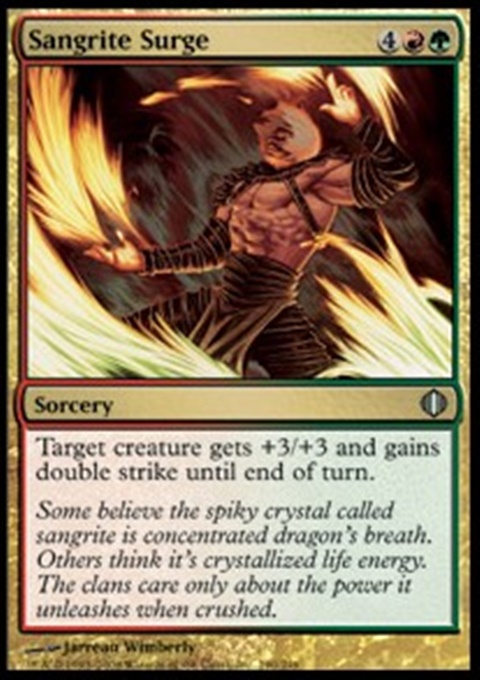 Sangrite Surge 4
Sorcery
Target creature gets +3/+3 and gains
double strike until end of turn.
Some believe the spiky crystal called
sangrite is concentrated dragon's breath.
Others think it's crystallized life energy.
The clans care only about the power it
unleashes when crushed.
Jarreau Wimberly